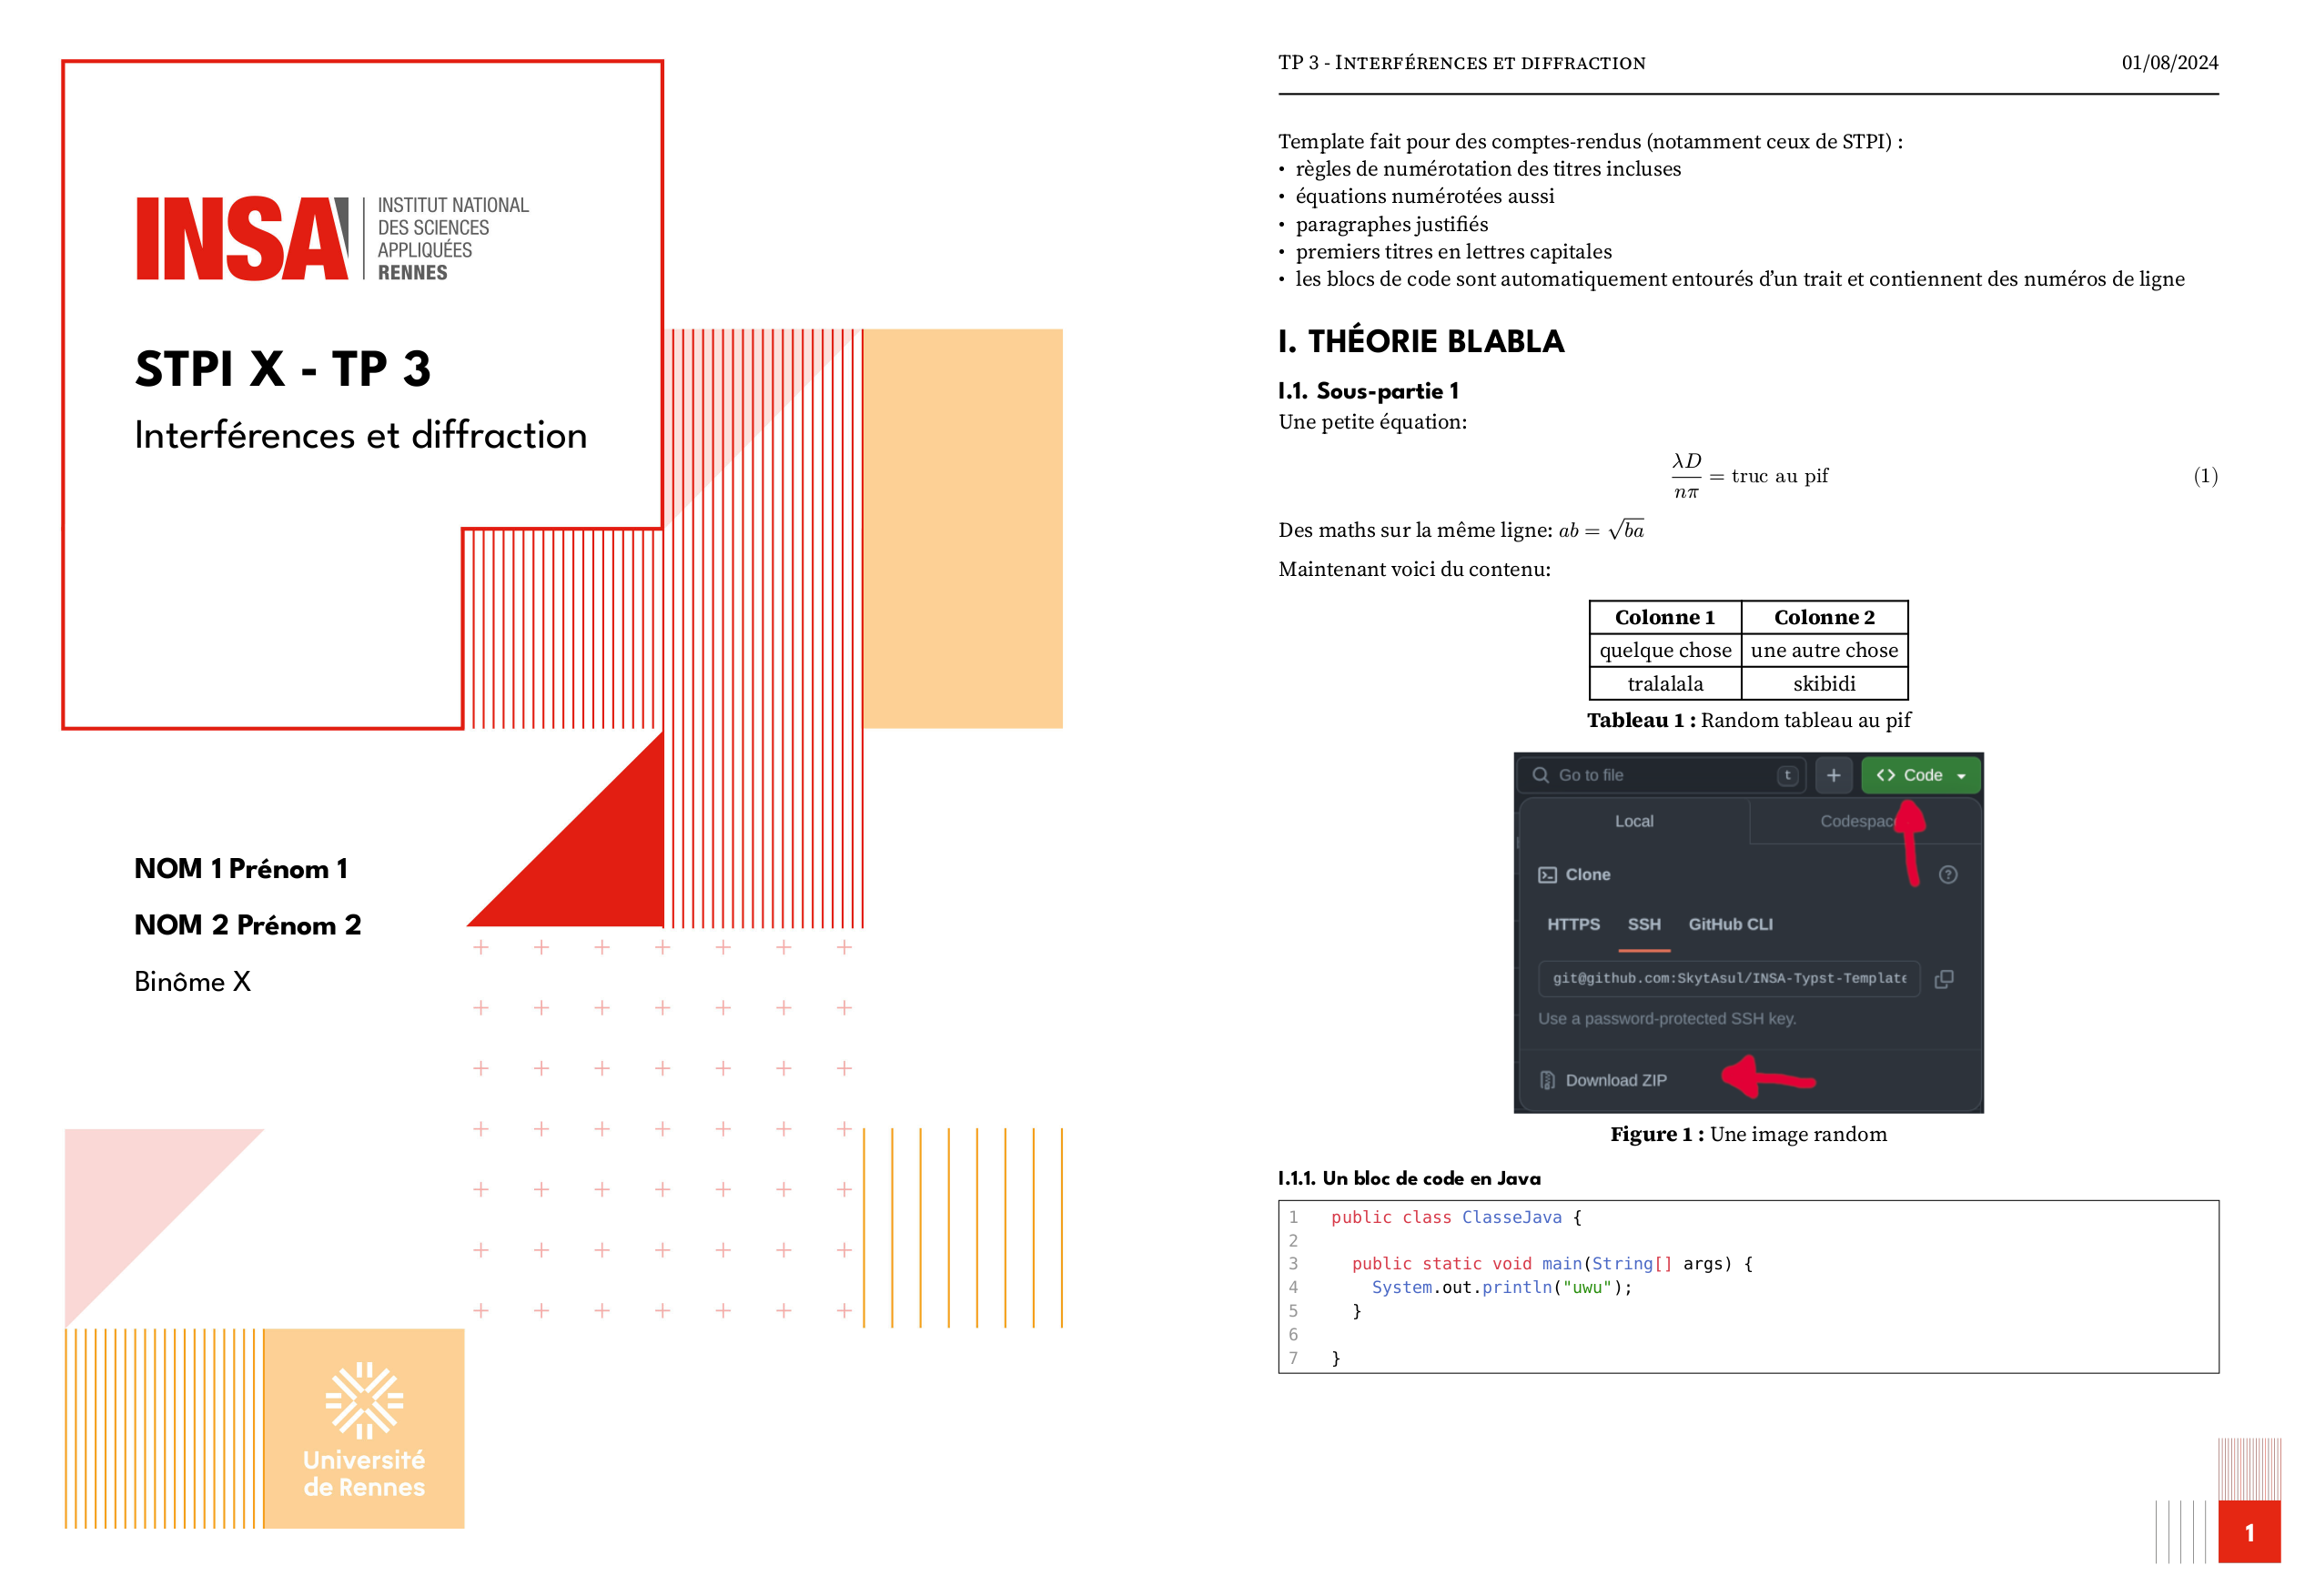 INSA
INSTITUT NATIONAL
DES SCIENCES
APPLIQUÉES
RENNES
STPI X - TP 3
Interférences et diffraction
NOM 1 Prénom 1
NOM 2 Prénom 2
Binôme X
Université
de Rennes
TP 3 - Interférences et diffraction 01/08/2024
Template fait pour des comptes-rendus (notamment ceux de STPI) :
• règles de numérotation des titres incluses
• équations numérotées aussi
• paragraphes justifiés
• premiers titres en lettres capitales
• les blocs de code sont automatiquement entourés d’un trait et contiennent des numéros de ligne
I. THÉORIE BLABLA
I.1. Sous-partie 1
Une petite équation:
λD/nπ = truc au pif (1)
Des maths sur la même ligne: ab = √ba
Maintenant voici du contenu:
Colonne 1 Colonne 2
quelque chose une autre chose
tralalala skibidi
Tableau 1 : Random tableau au pif
Go to file t + <> Code
Local Codespac
Clone ?
HTTPS SSH GitHub CLI
git@github.com:SkytAsul/INSA-Typst-Template
Use a password-protected SSH key.
Download ZIP
Figure 1 : Une image random
I.1.1. Un bloc de code en Java
1 public class ClasseJava {
2
3 public static void main(String[] args) {
4 System.out.println("uwu");
5 }
6
7 }
1